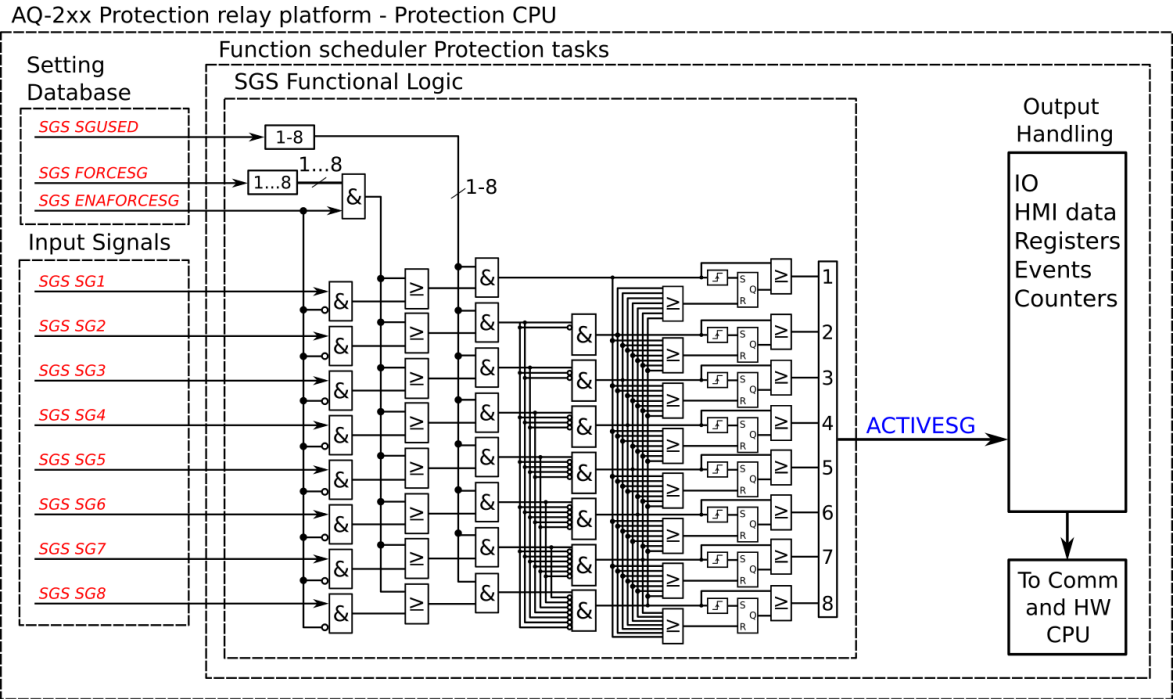 AQ-2xx Protection relay platform - Protection CPU
Function scheduler Protection tasks
Setting
Database
SGS Functional Logic
SGS SGUSED
1-8
SGS FORCESG
1...8
1...8
&
1-8
SGS ENAFORCESG
Input Signals
SGS SG1
SGS SG2
SGS SG3
SGS SG4
SGS SG5
SGS SG6
SGS SG7
SGS SG8
& & & & & & & &
≥ ≥ ≥ ≥ ≥ ≥ ≥ ≥
& & & & & & & &
& & & & & & &
≥ ≥ ≥ ≥ ≥ ≥ ≥ ≥
S Q R
S Q R
S Q R
S Q R
S Q R
S Q R
S Q R
S Q R
≥ ≥ ≥ ≥ ≥ ≥ ≥ ≥
1
2
3
4
5
6
7
8
ACTIVESG
Output
Handling
IO
HMI data
Registers
Events
Counters
To Comm
and HW
CPU